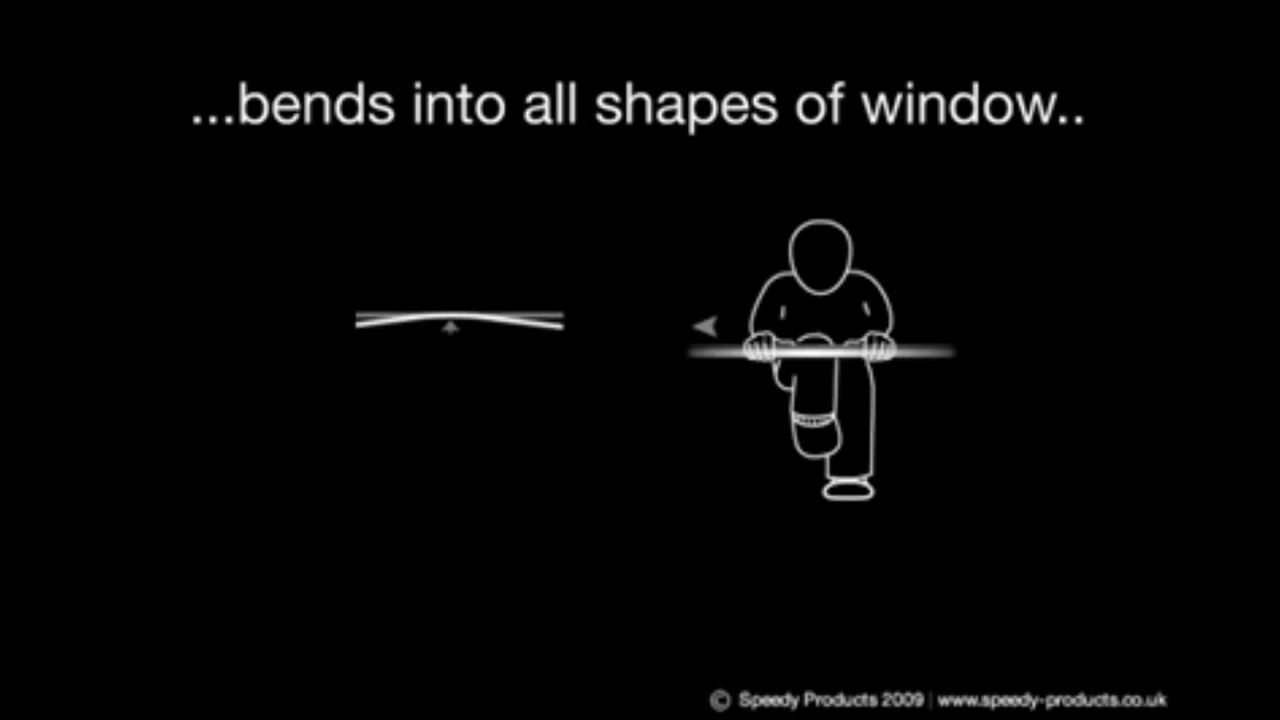 ...bends into all shapes of window..
© Speedy Products 2009 | www.speedy-products.co.uk